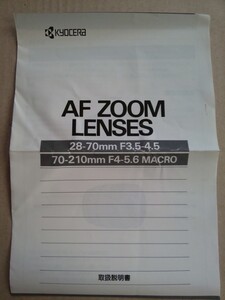 KYOCERA
AF ZOOM
LENSES
28-70mm F3.5-4.5
70-210mm F4-5.6 MACRO
取扱説明書